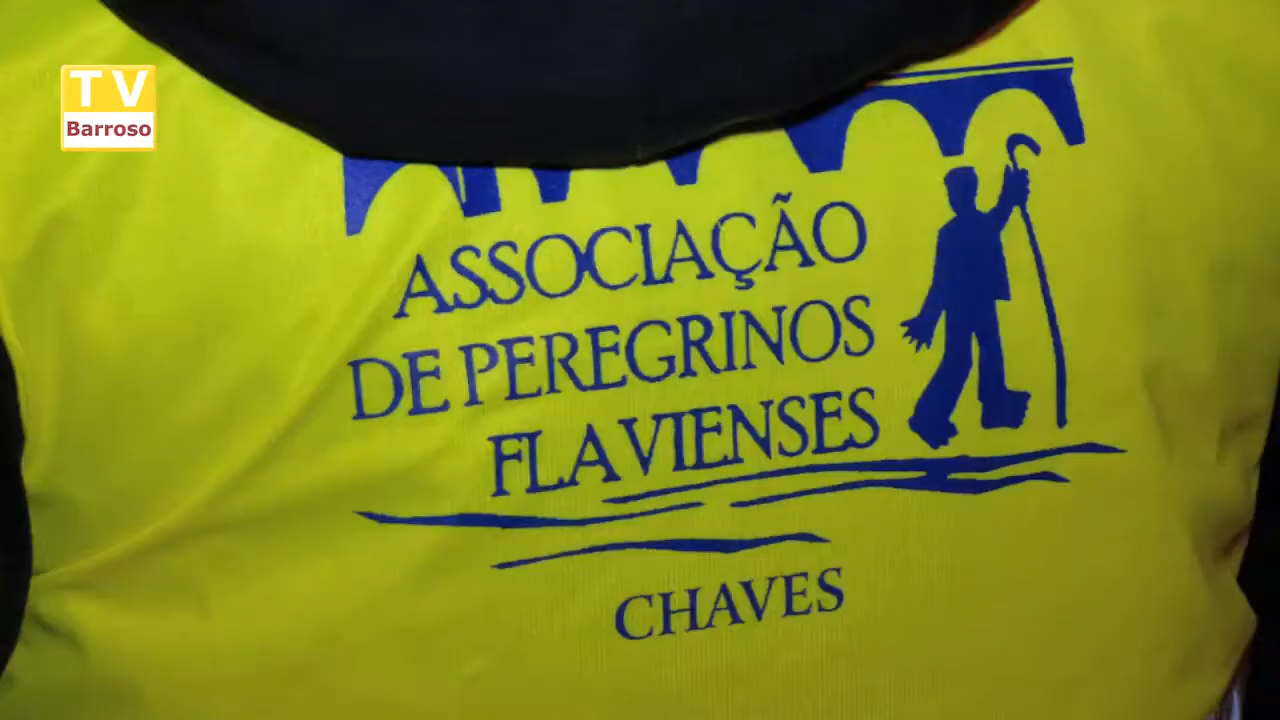 TV
Barroso
ASSOCIAÇÃO
DE PEREGRINOS
FLAVIENSES
CHAVES